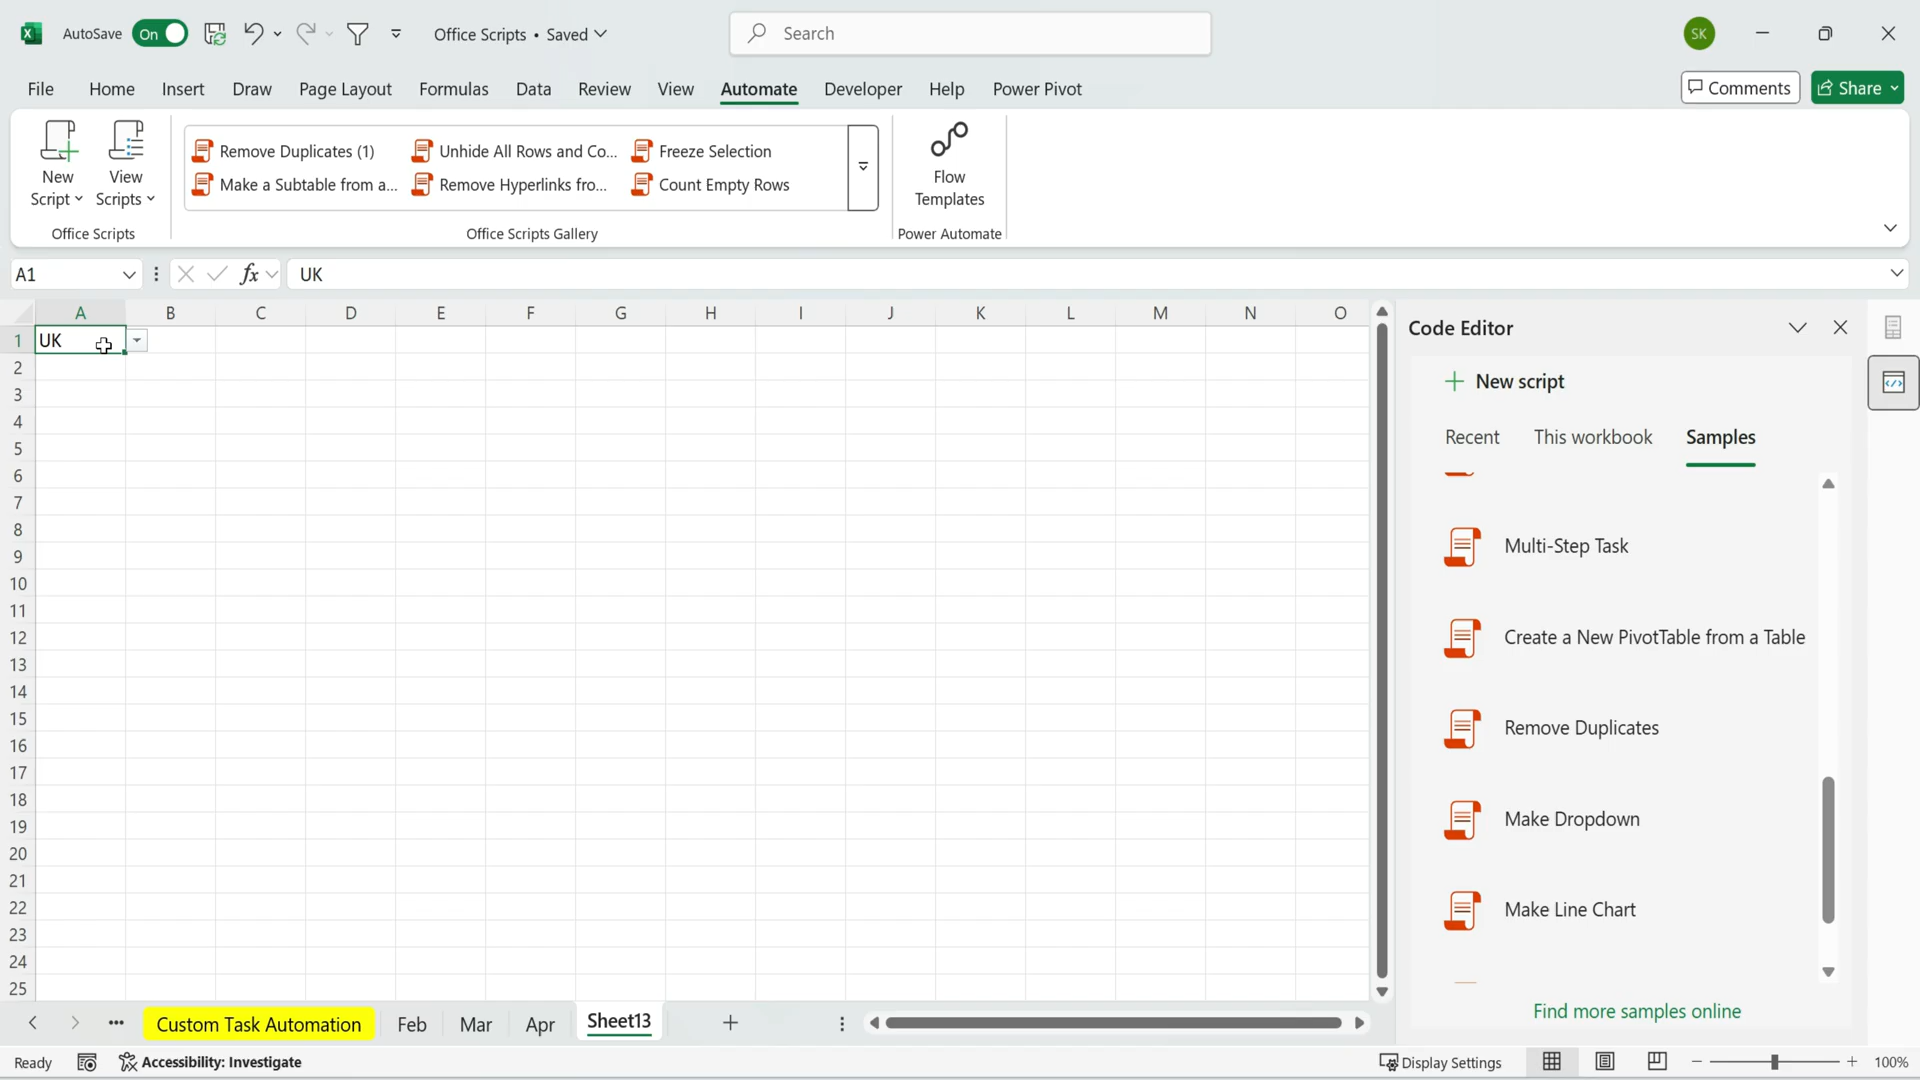 AutoSave On Office Scripts • Saved Search SK
File Home Insert Draw Page Layout Formulas Data Review View Automate Developer Help Power Pivot Comments Share
Remove Duplicates (1) Unhide All Rows and Co... Freeze Selection
New View Flow
Make a Subtable from a... Remove Hyperlinks fro... Count Empty Rows
Script Scripts Templates
Office Scripts Office Scripts Gallery Power Automate
A1 fx UK
A B C D E F G H I J K L M N O
1 UK
2
3
4
5
6
7
8
9
10
11
12
13
14
15
16
17
18
19
20
21
22
23
24
25
Code Editor
New script
Recent This workbook Samples
Multi-Step Task
Create a New PivotTable from a Table
Remove Duplicates
Make Dropdown
Make Line Chart
Find more samples online
Custom Task Automation Feb Mar Apr Sheet13
Ready Accessibility: Investigate Display Settings 100%